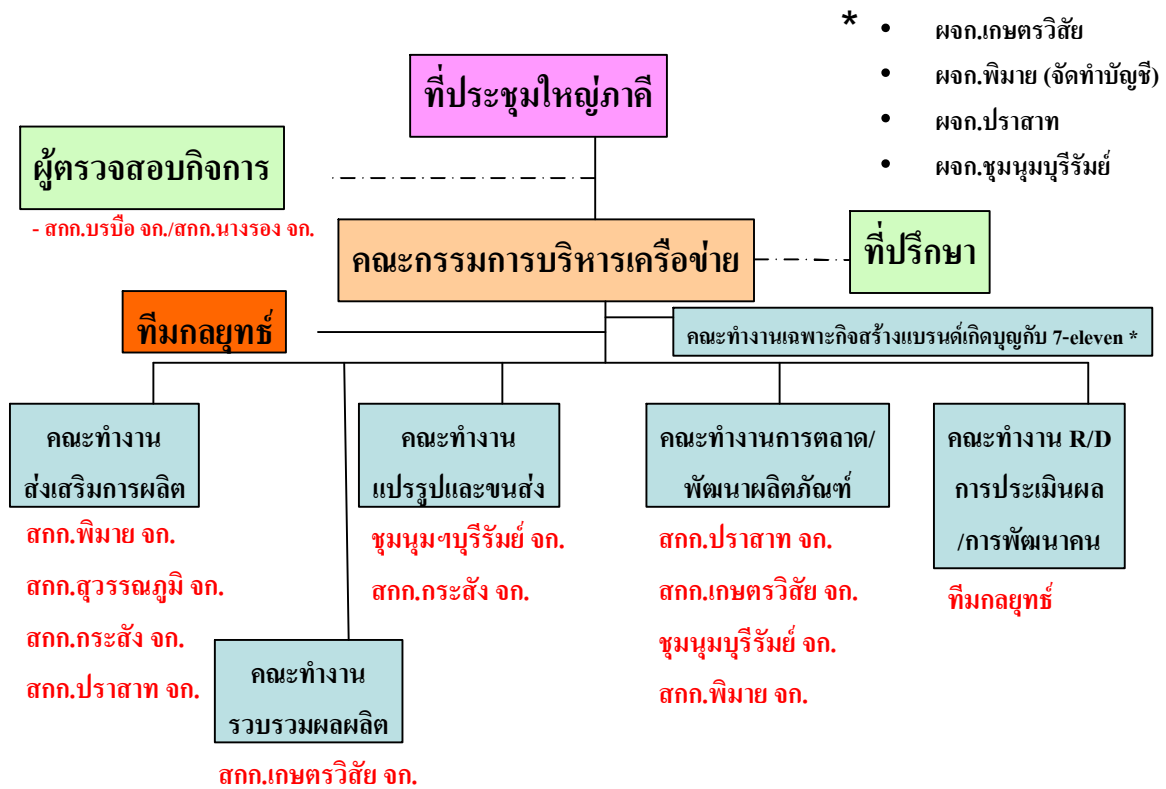 *
• ผจก.เกษตรวิสัย
• ผจก.พิมาย (จัดทำบัญชี)
• ผจก.ปราสาท
• ผจก.ชุมนุมบุรีรัมย์
ที่ประชุมใหญ่ภาคี
ผู้ตรวจสอบกิจการ
- สกก.บรบือ จก./สกก.นางรอง จก.
คณะกรรมการบริหารเครือข่าย
ที่ปรึกษา
ทีมกลยุทธ์
คณะทำงานเฉพาะกิจสร้างแบรนด์เกิดบุญกับ 7-eleven *
คณะทำงาน
ส่งเสริมการผลิต
สกก.พิมาย จก.
สกก.สุวรรณภูมิ จก.
สกก.กระสัง จก.
สกก.ปราสาท จก.
คณะทำงาน
รวบรวมผลผลิต
สกก.เกษตรวิสัย จก.
คณะทำงาน
แปรรูปและขนส่ง
ชุมนุมฯบุรีรัมย์ จก.
สกก.กระสัง จก.
คณะทำงานการตลาด/
พัฒนาผลิตภัณฑ์
สกก.ปราสาท จก.
สกก.เกษตรวิสัย จก.
ชุมนุมบุรีรัมย์ จก.
สกก.พิมาย จก.
คณะทำงาน R/D
การประเมินผล
/การพัฒนาคน
ทีมกลยุทธ์